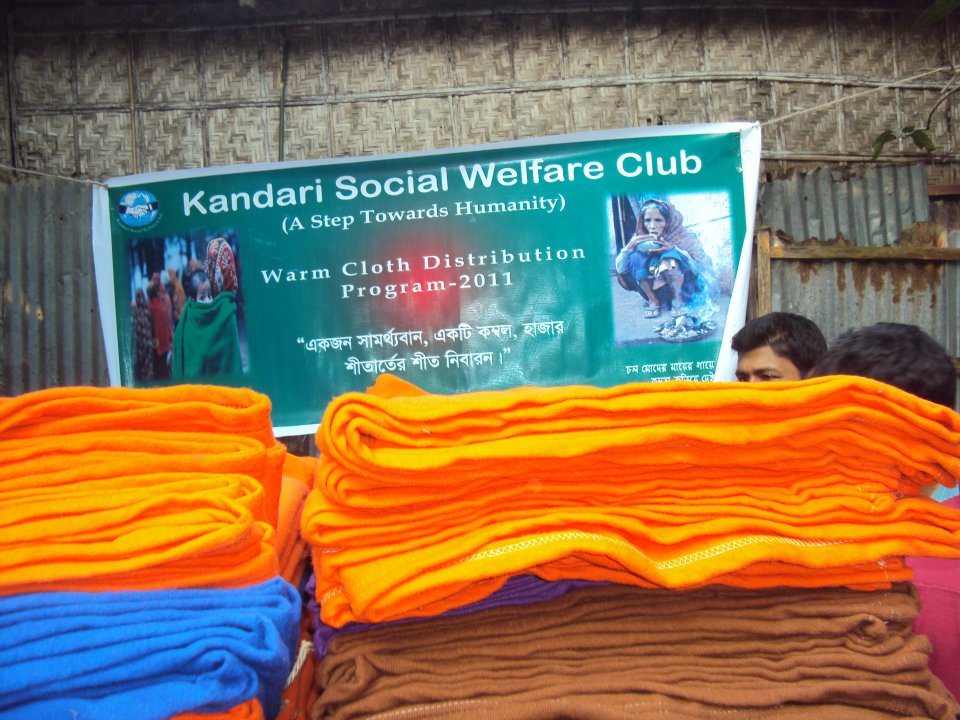 Kandari Social Welfare Club
(A Step Towards Humanity)
Warm Cloth Distribution
Program-2011
“একজন সামর্থ্যবান, একটি কম্বল, হাজার
শীতার্তের শীত নিবারন।”